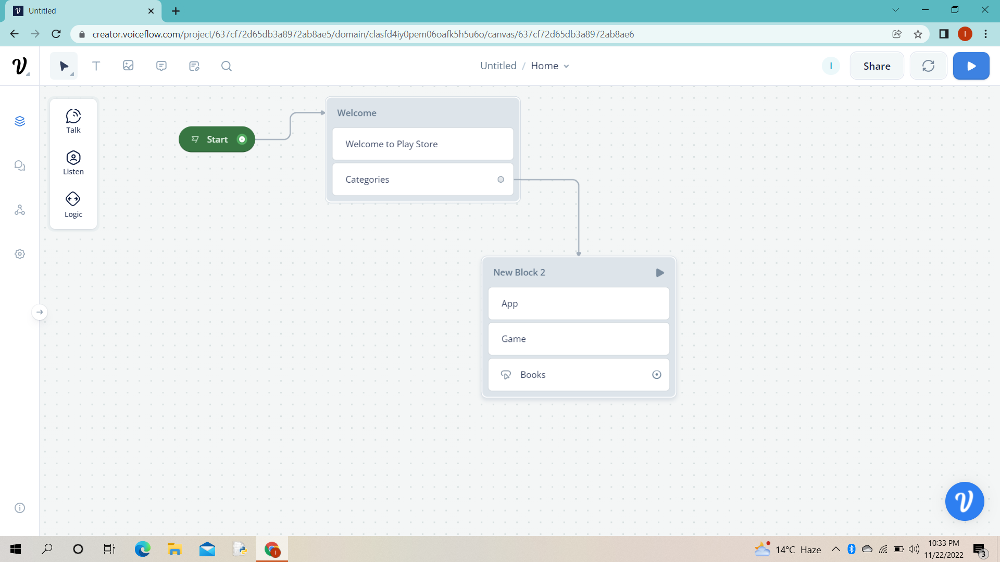 Untitled
creator.voiceflow.com/project/637cf72d65db3a8972ab8ae5/domain/clasfd4iy0pem06oafk5h5u6o/canvas/637cf72d65db3a8972ab8ae6
I
Untitled / Home
I
Share
Talk
Listen
Logic
Start
Welcome
Welcome to Play Store
Categories
New Block 2
App
Game
Books
14°C Haze
10:33 PM
11/22/2022
3